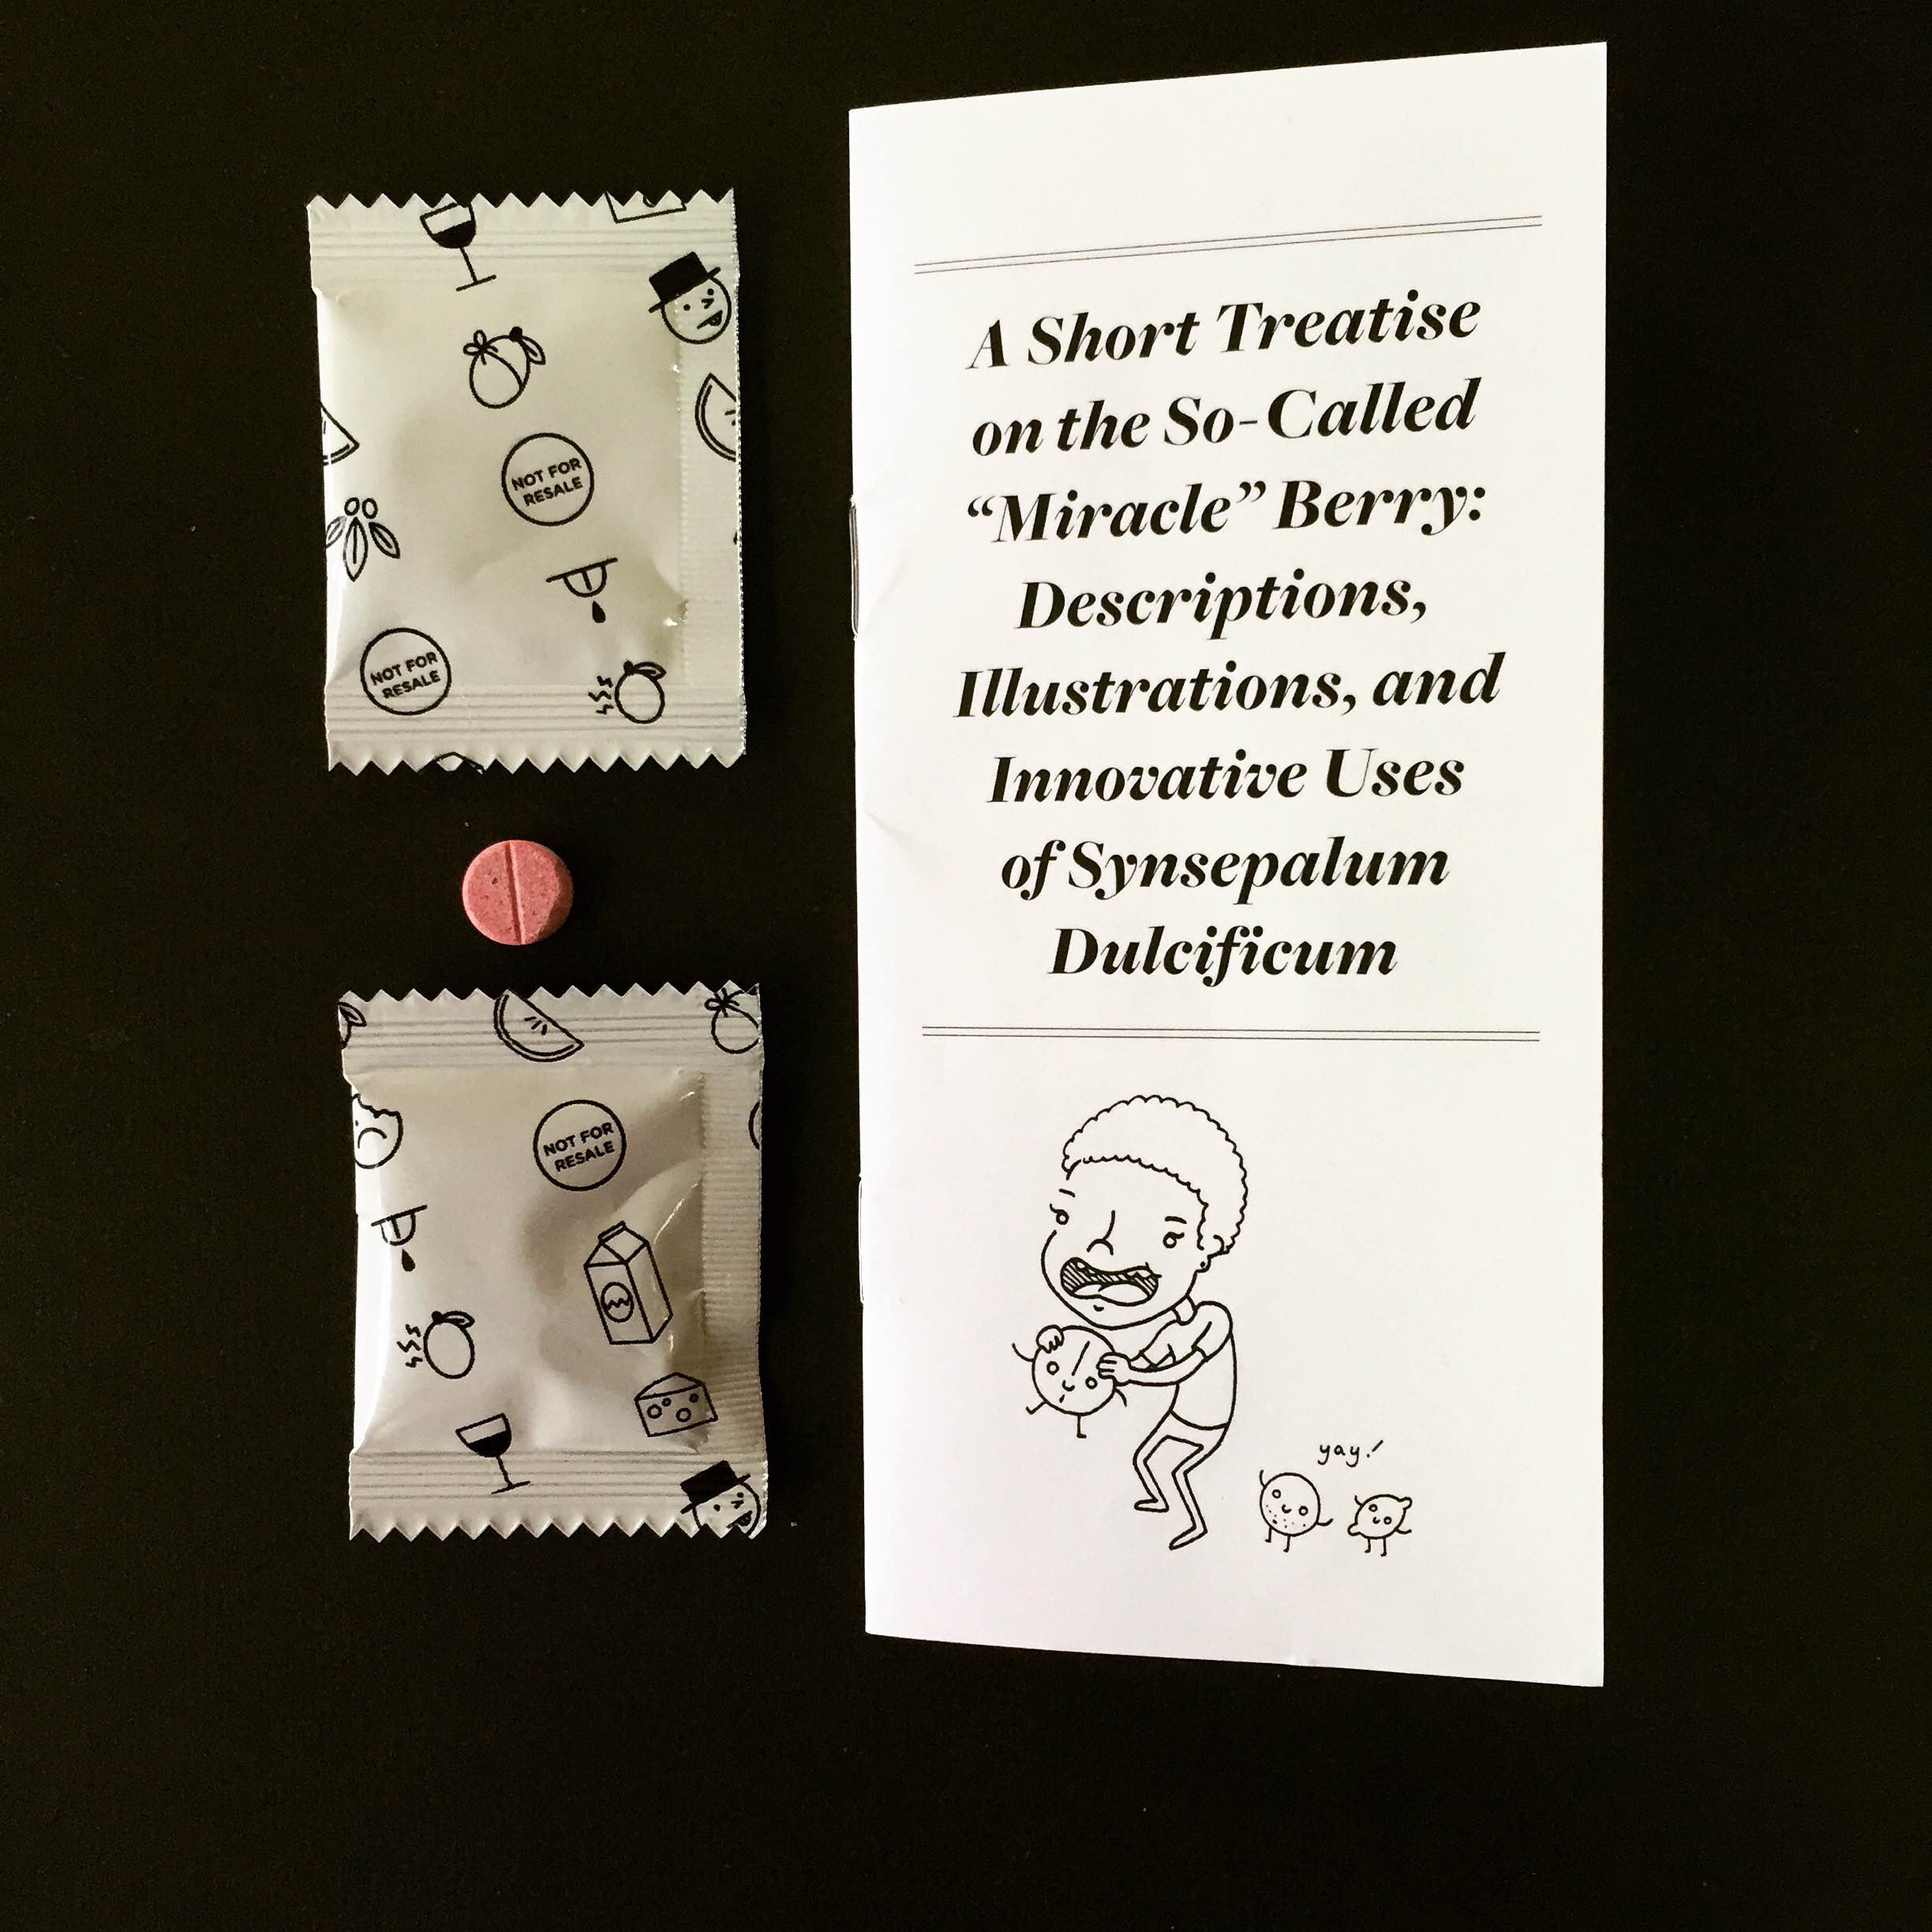 NOT FOR
RESALE
NOT FOR
RESALE
NOT FOR
RESALE
A Short Treatise
on the So-Called
“Miracle” Berry:
Descriptions,
Illustrations, and
Innovative Uses
of Synsepalum
Dulcificum
yay!